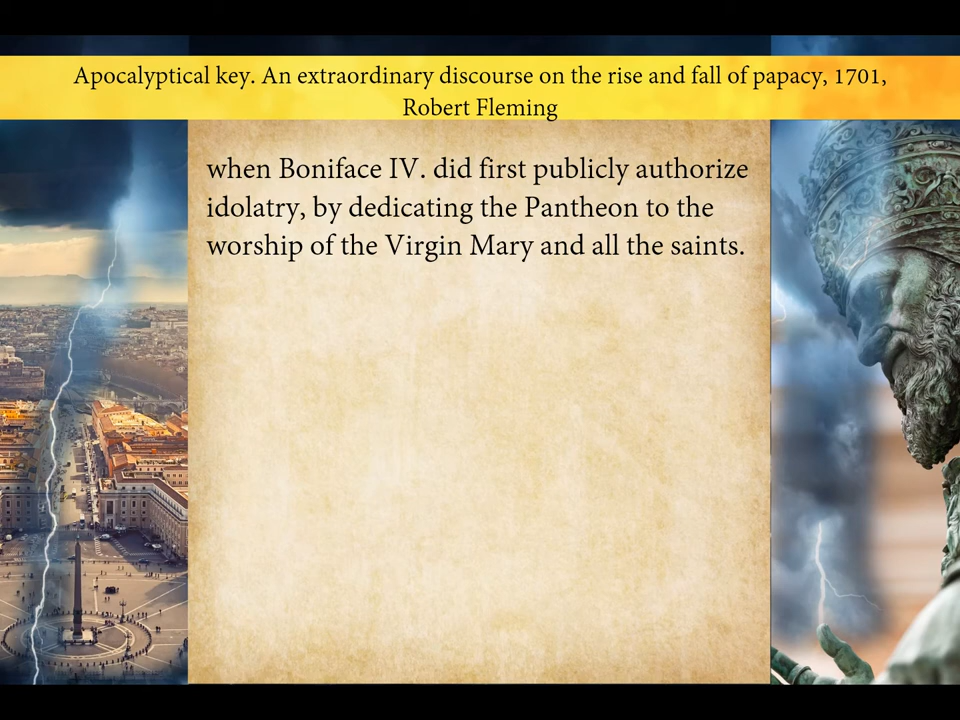 Apocalyptical key. An extraordinary discourse on the rise and fall of papacy, 1701,
Robert Fleming
when Boniface IV. did first publicly authorize
idolatry, by dedicating the Pantheon to the
worship of the Virgin Mary and all the saints.